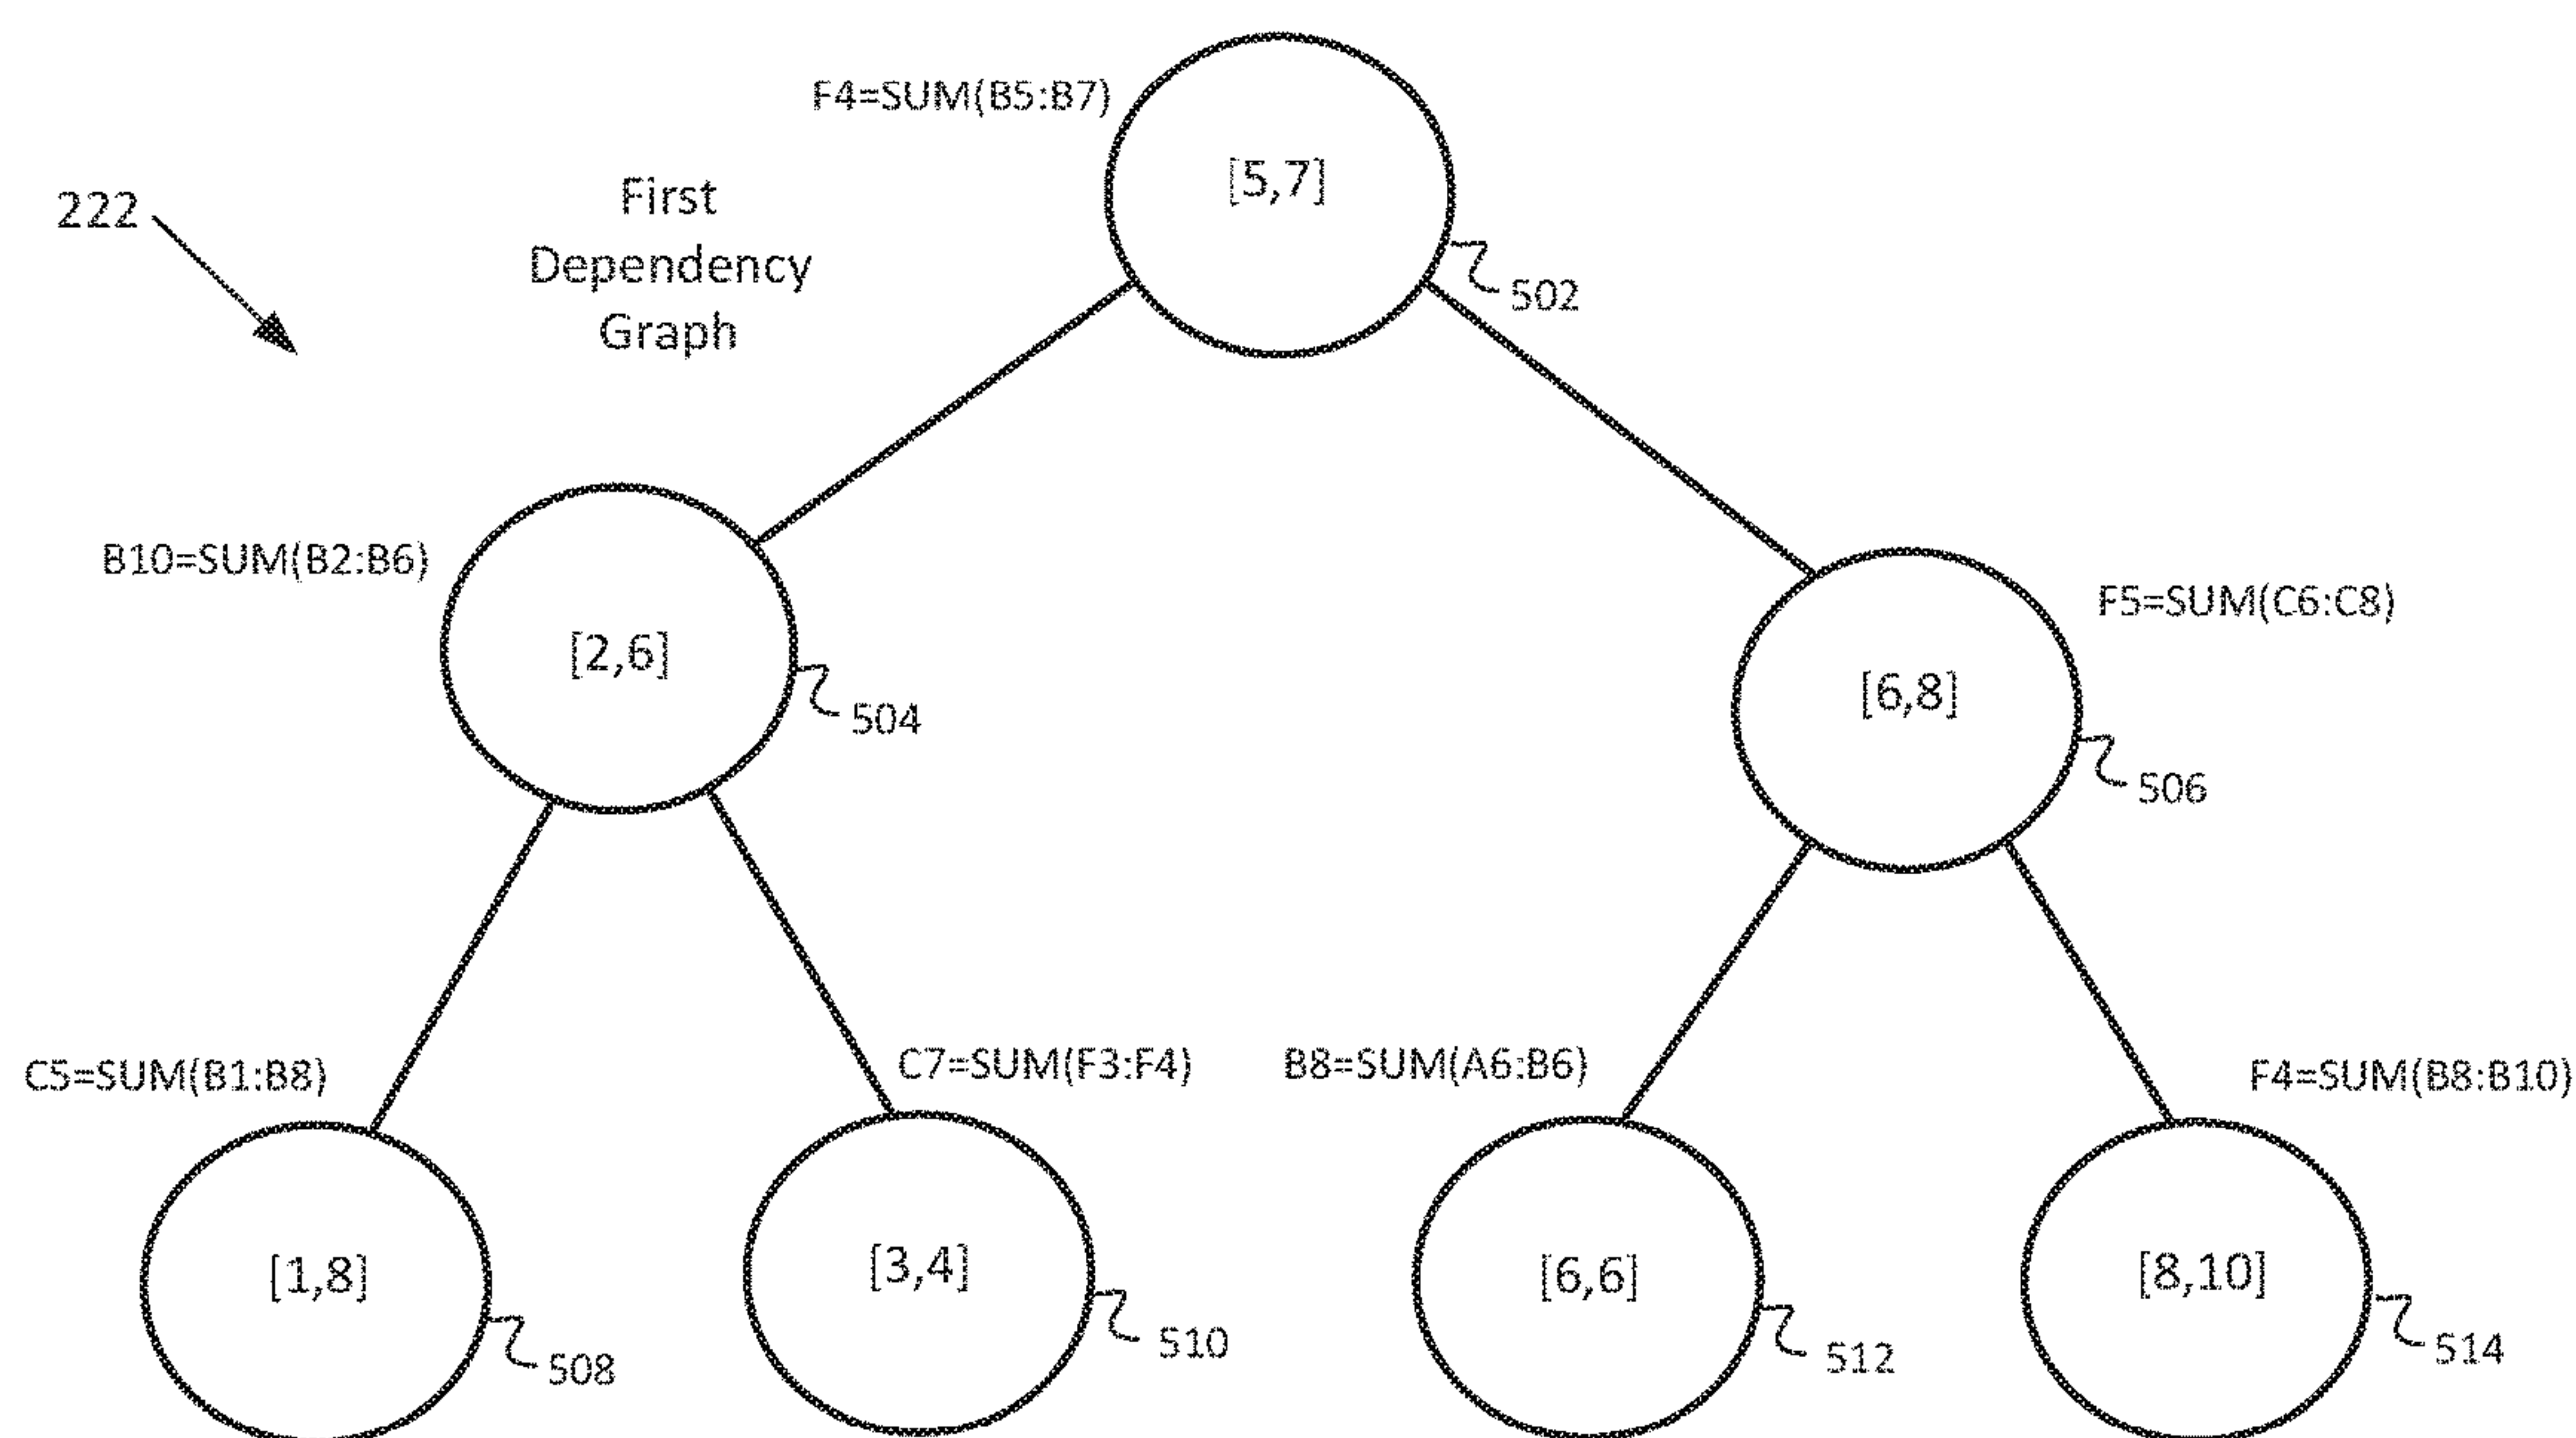 F4=SUM(B5:B7)
[5,7]
222
First
Dependency
Graph
502
B10=SUM(B2:B6)
[2,6]
504
F5=SUM(C6:C8)
[6,8]
506
C5=SUM(B1:B8)
C7=SUM(F3:F4)
B8=SUM(A6:B6)
F4=SUM(B8:B10)
[1,8]
508
[3,4]
510
[6,6]
512
[8,10]
514